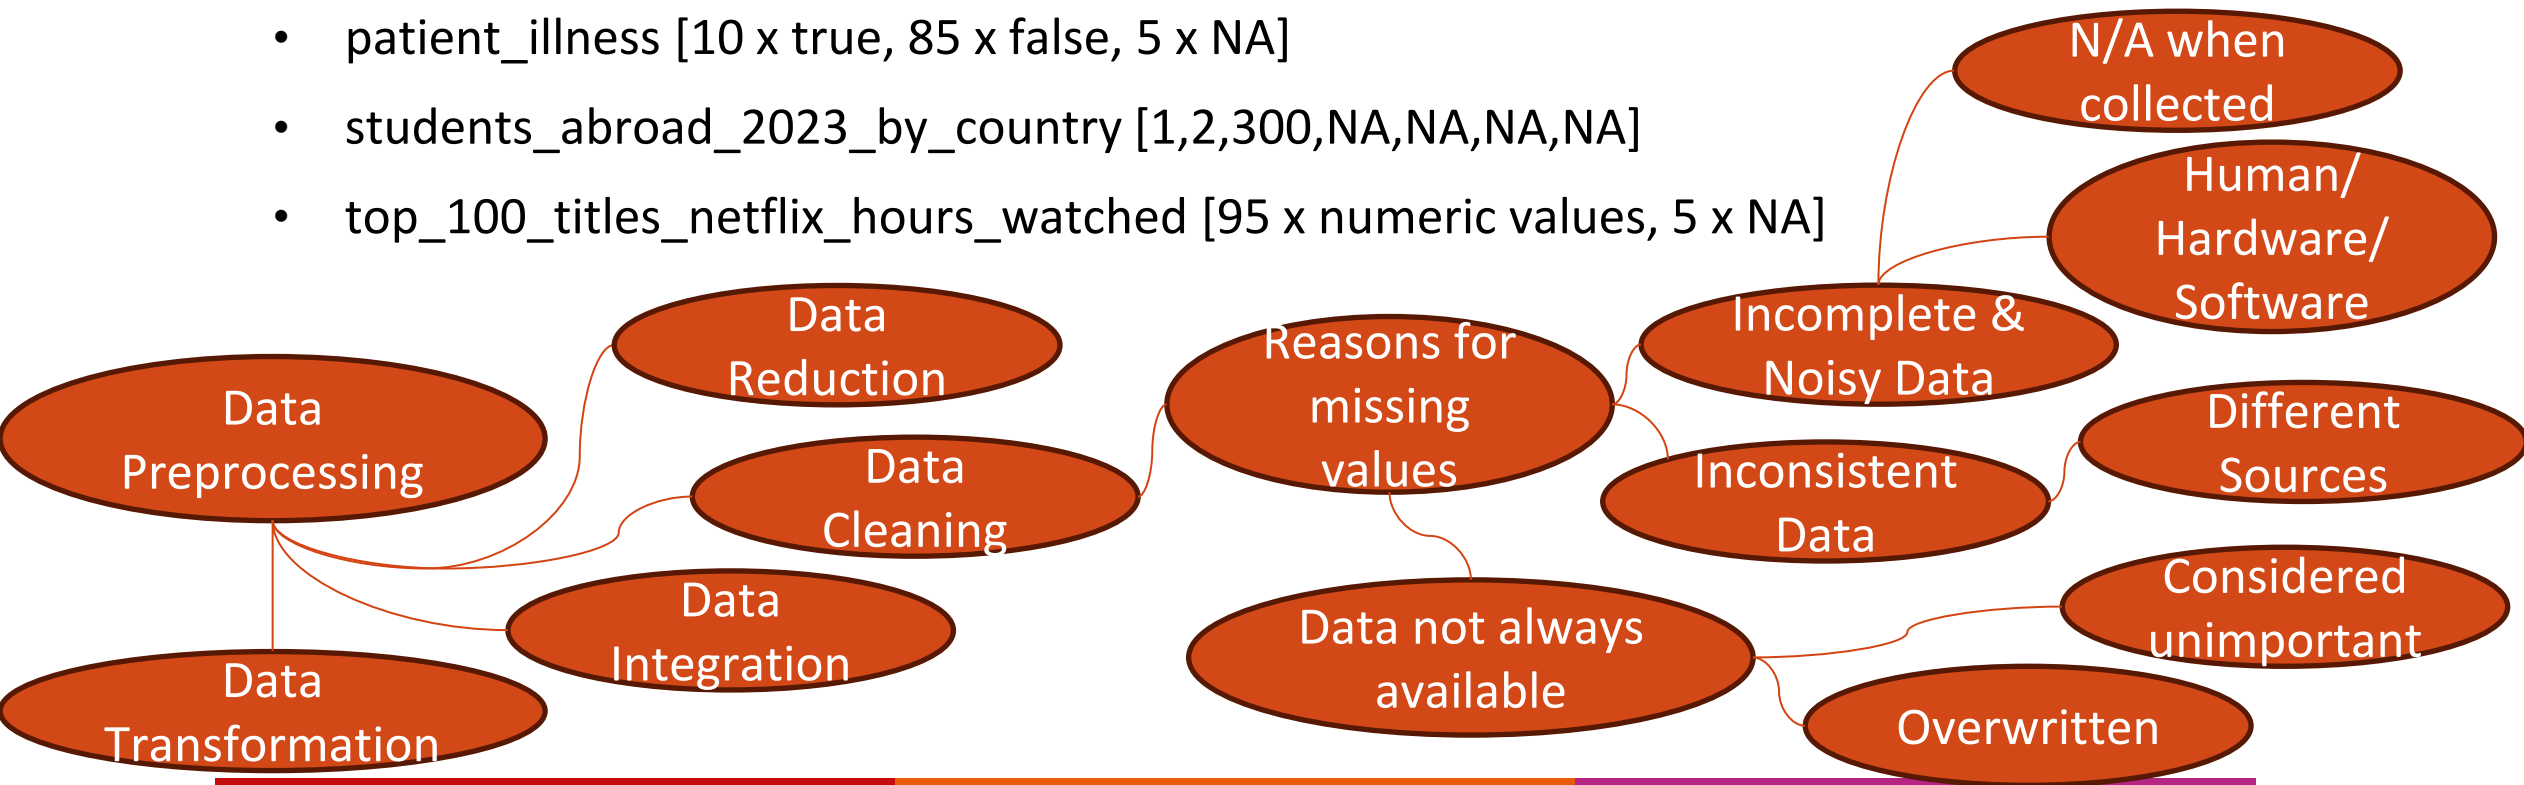 • patient_illness [10 x true, 85 x false, 5 x NA]
• students_abroad_2023_by_country [1,2,300,NA,NA,NA,NA]
• top_100_titles_netflix_hours_watched [95 x numeric values, 5 x NA]
Data
Preprocessing
Data
Reduction
Data
Cleaning
Data
Integration
Data
Transformation
Reasons for
missing
values
Incomplete &
Noisy Data
N/A when
collected
Human/
Hardware/
Software
Inconsistent
Data
Different
Sources
Data not always
available
Considered
unimportant
Overwritten